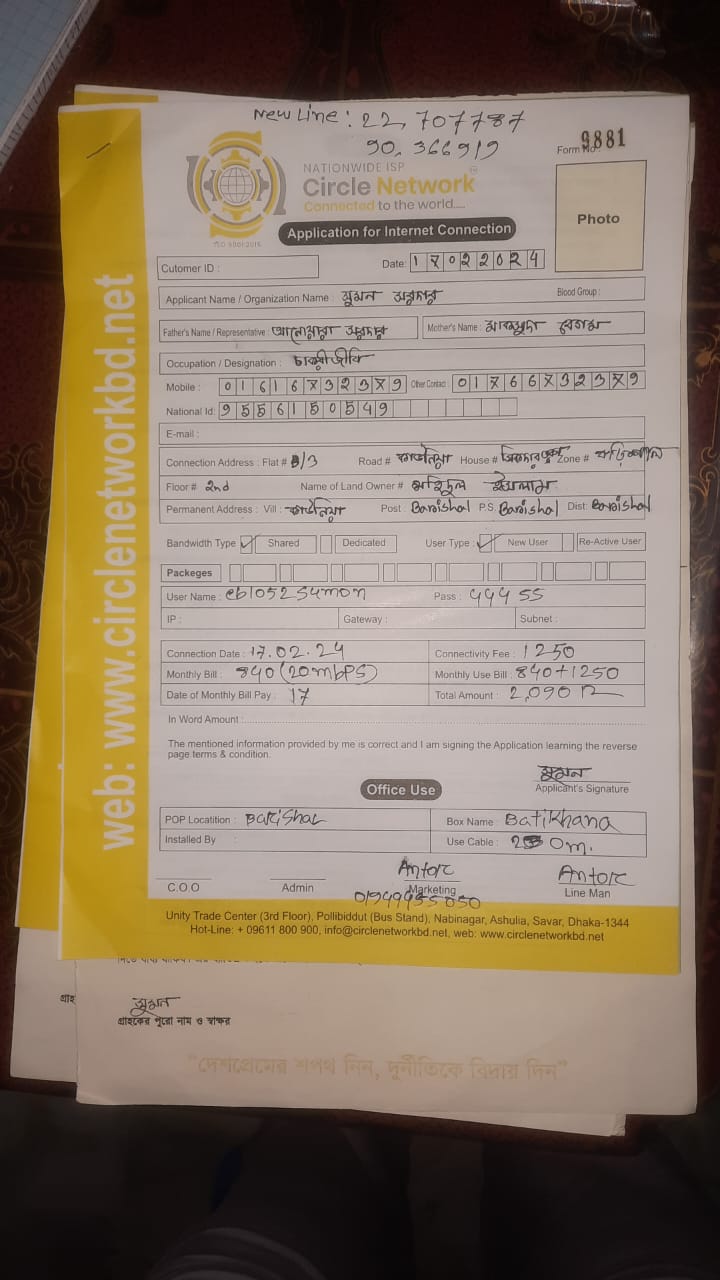 New Line: 22,707787
90.366919
Form No 9881
NATIONWIDE ISP
Circle Network
Connected to the world....
ISO 9001:2015
Application for Internet Connection
Photo
Cutomer ID :
Date: 17022024
Applicant Name / Organization Name : সুমন সরদার
Blood Group :
Father's Name / Representative : সরদার
Mother's Name : বেগম
Occupation / Designation : চাকুরীজীবি
Mobile : 01616732379 Other Contact : 01766732379
National Id: 9556150549
E-mail :
Connection Address : Flat # B/3 Road # House # Zone #
Floor # 2nd Name of Land Owner # ইসলাম
Permanent Address : Vill : Post : Barishal P.S: Barishal Dist: Barishal
Bandwidth Type Shared Dedicated User Type : New User Re-Active User
Packeges
User Name : eb1052sumon Pass : 44455
IP : Gateway : Subnet :
Connection Date : 17.02.24 Connectivity Fee : 1250
Monthly Bill : 840 (20mbPS) Monthly Use Bill : 840+1250
Date of Monthly Bill Pay : 17 Total Amount : 2,090
In Word Amount :
The mentioned information provided by me is correct and I am signing the Application learning the reverse
page terms & condition.
সুমন
Applicant's Signature
Office Use
POP Locatition : Barishal Box Name : Batikhana
Installed By : Use Cable : 0m.
Antor Antor
C.O.O Admin Marketing Line Man
Unity Trade Center (3rd Floor), Pollibiddut (Bus Stand), Nabinagar, Ashulia, Savar, Dhaka-1344
Hot-Line: + 09611 800 900, info@circlenetworkbd.net, web: www.circlenetworkbd.net
web: www.circlenetworkbd.net
সুমন
গ্রাহকের পুরো নাম ও স্বাক্ষর
"দেশপ্রেমের শপথ নিন, দুর্নীতিকে বিদায় দিন"